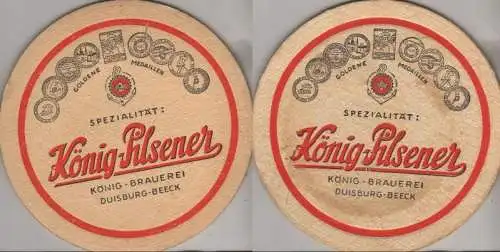 GOLDENE MEDAILLEN
SPEZIALITÄT:
König-Pilsener
KÖNIG-BRAUEREI
DUISBURG-BEECK
GOLDENE MEDAILLEN
SPEZIALITÄT:
König-Pilsener
KÖNIG-BRAUEREI
DUISBURG-BEECK